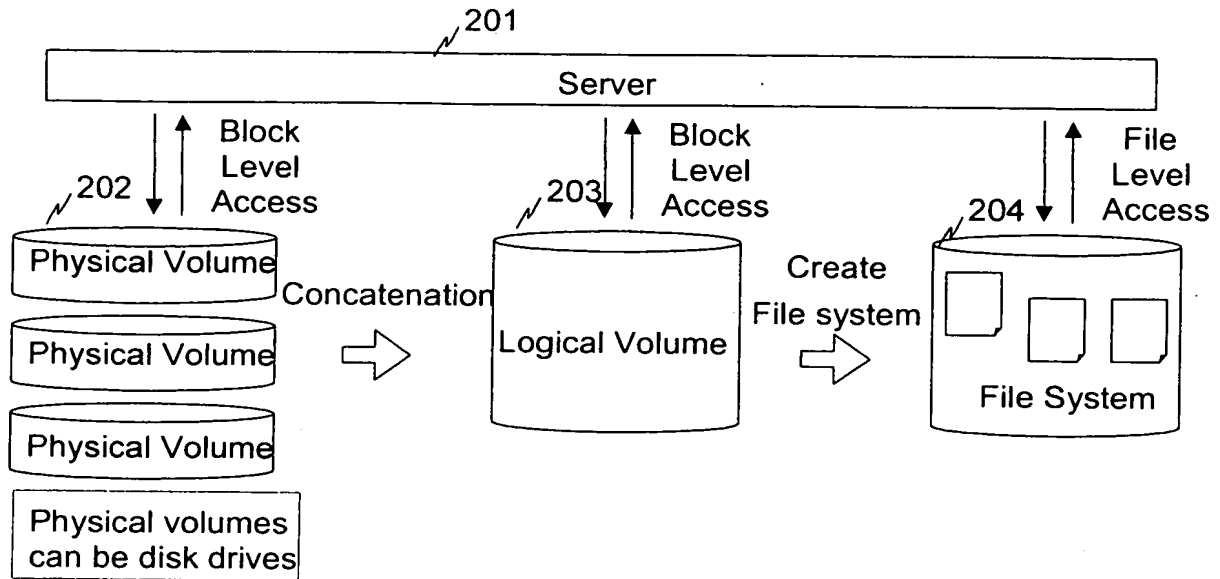 201
Server
Block
Level
Access
Block
Level
Access
File
Level
Access
202
203
204
Physical Volume
Physical Volume
Physical Volume
Concatenation
Logical Volume
Create
File system
File System
Physical volumes
can be disk drives